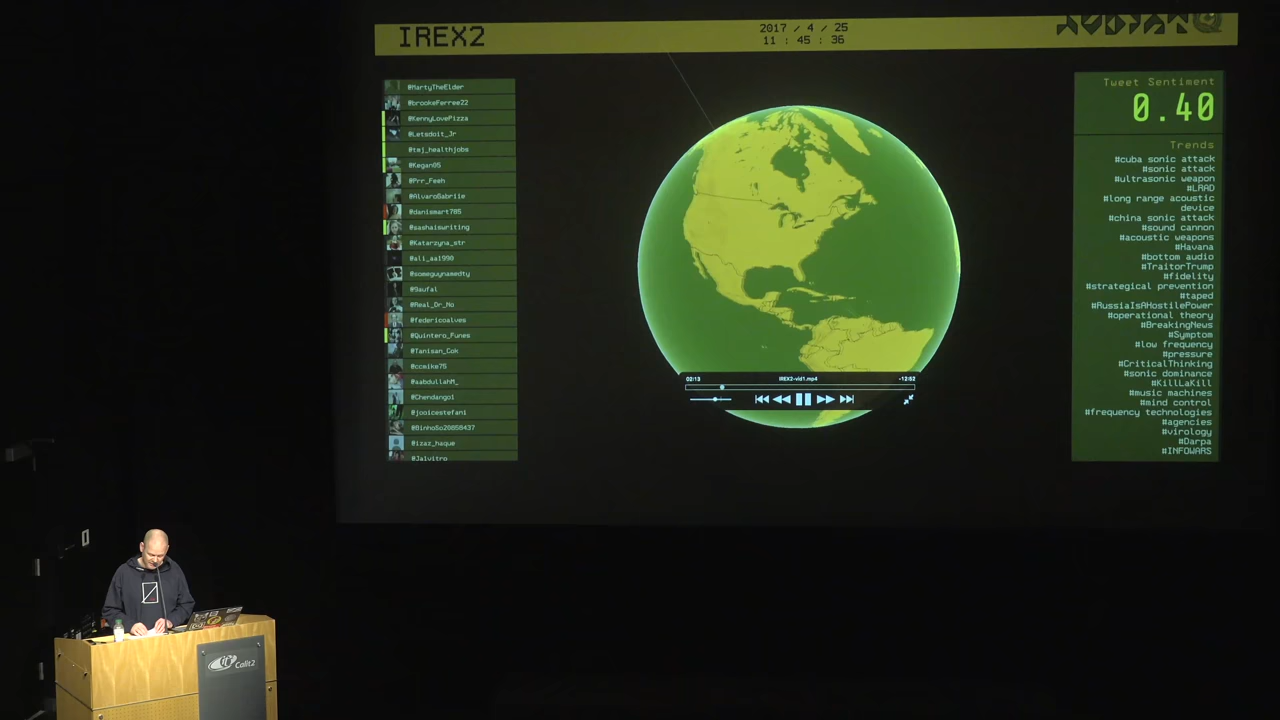 IREX2
2017 / 4 / 25
11 : 45 : 36
@MartyTheElder
@brookeFerree22
@KennyLovePizza
@Letsdoit_Jr
@tmj_healthjobs
@Kegan05
@Prr_Feeh
@AlvaroGabriie
@danismart785
@sashaiswriting
@Katarzyna_str
@ali_aa1990
@someguynamedty
@9aufal
@Real_Dr_No
@federicoalves
@Quintero_Funes
@Tanisan_Cok
@ccmike75
@aabdullahM_
@Chendango1
@jooicestefani
@BinhoSo20858437
@izaz_haque
@Jalvitro
02:13
IREX2-vid1.mp4
-12:52
Tweet Sentiment
0.40
Trends
#cuba sonic attack
#sonic attack
#ultrasonic weapon
#LRAD
#long range acoustic
device
#china sonic attack
#sound cannon
#acoustic weapons
#Havana
#bottom audio
#TraitorTrump
#fidelity
#strategical prevention
#taped
#RussiaIsAHostilePower
#operational theory
#BreakingNews
#Symptom
#low frequency
#pressure
#CriticalThinking
#sonic dominance
#KillLaKill
#music machines
#mind control
#frequency technologies
#agencies
#virology
#Darpa
#INFOWARS
Calit2